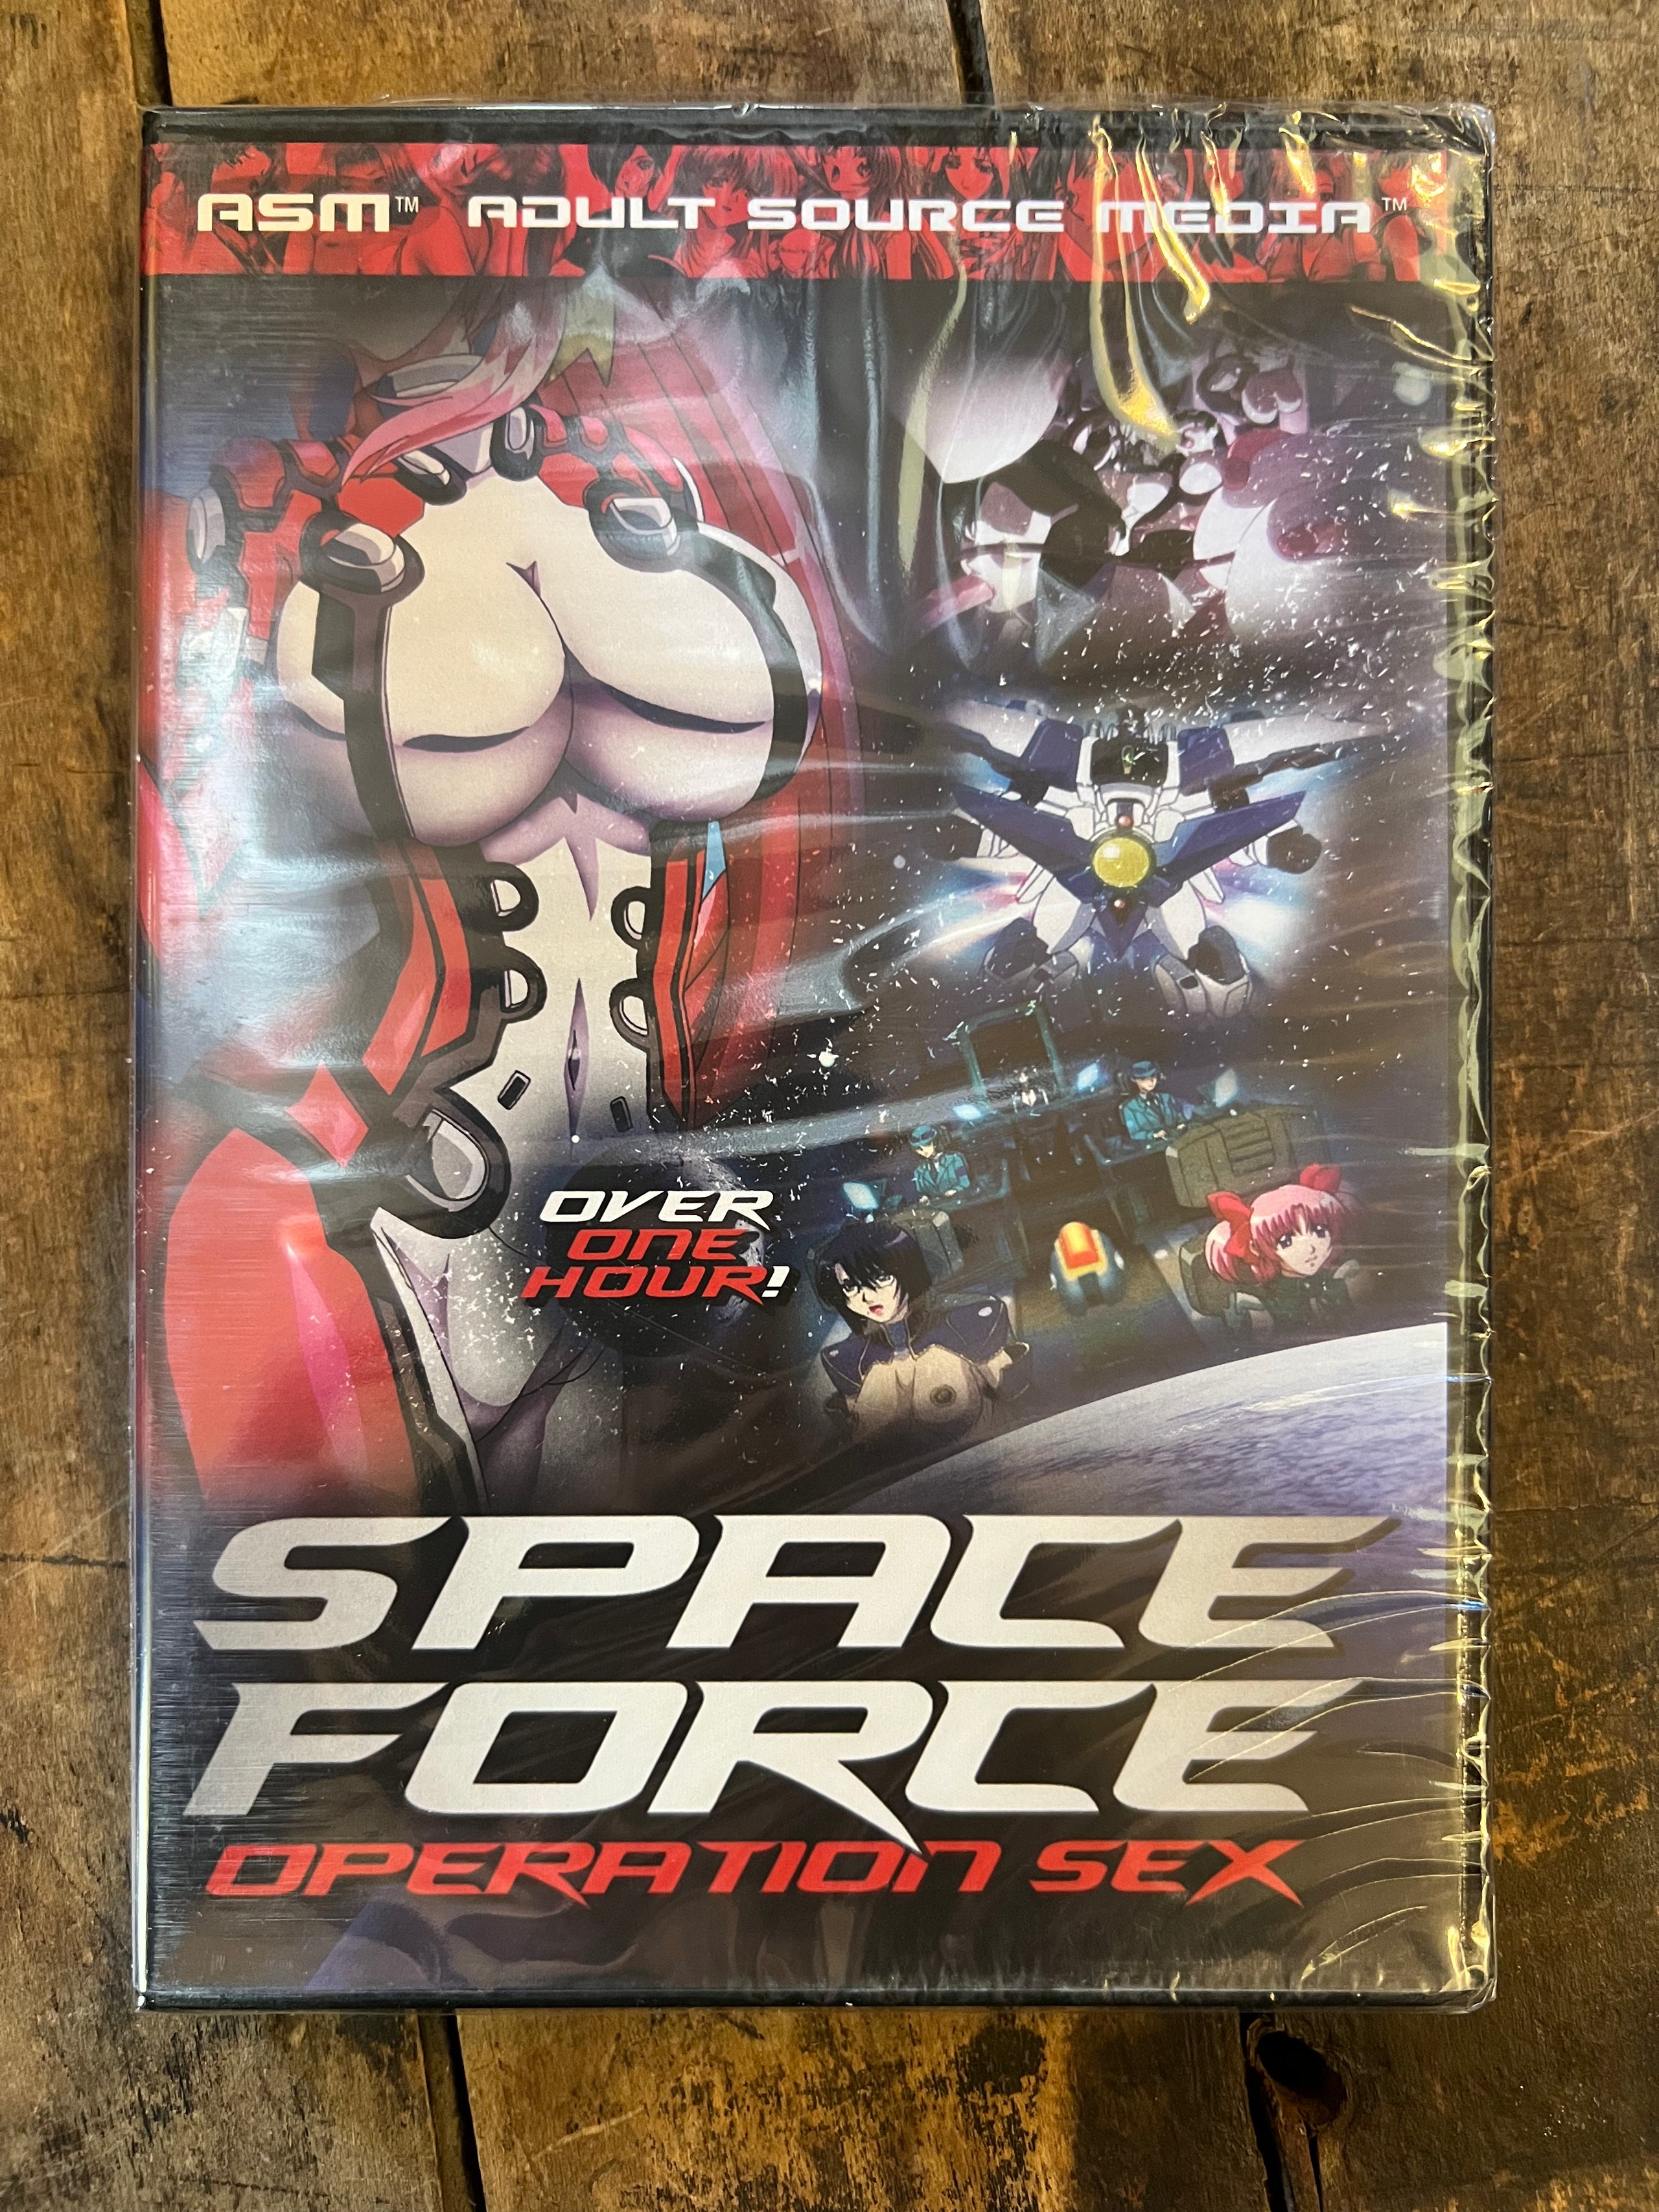 ASM™ ADULT SOURCE MEDIA™
OVER
ONE
HOUR!
SPACE
FORCE
OPERATION SEX